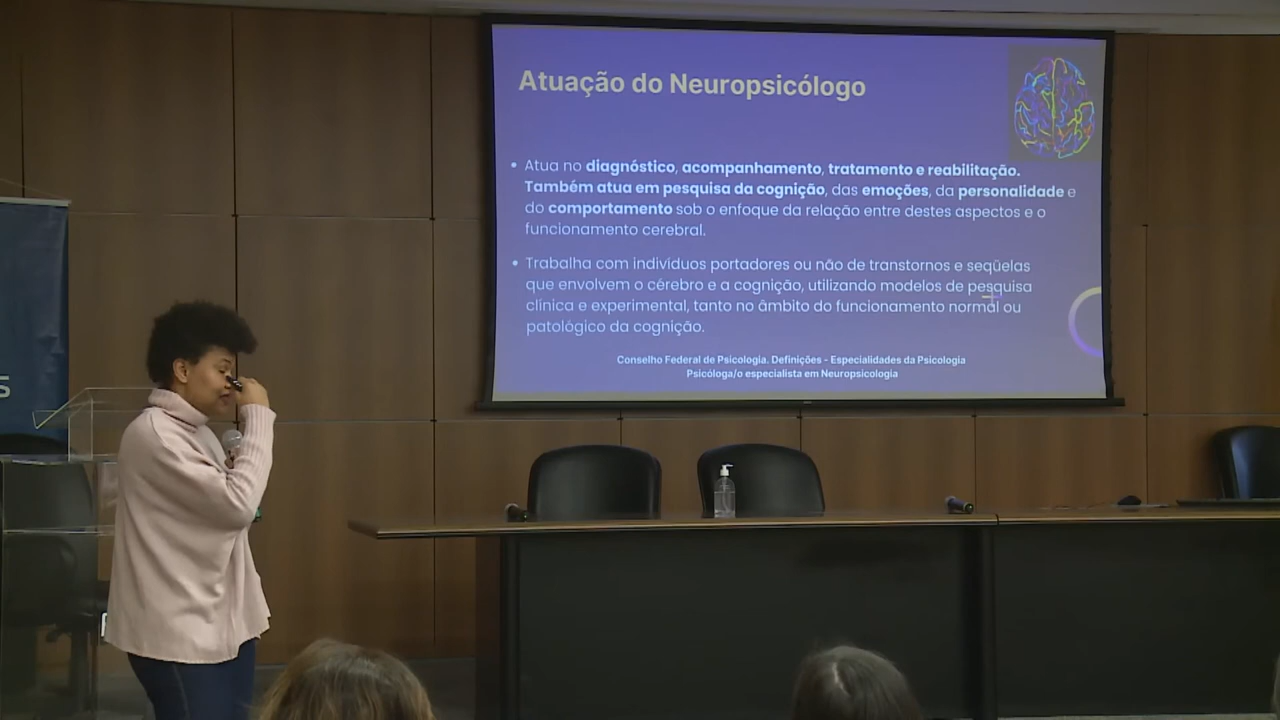 Atuação do Neuropsicólogo
• Atua no diagnóstico, acompanhamento, tratamento e reabilitação.
Também atua em pesquisa da cognição, das emoções, da personalidade e
do comportamento sob o enfoque da relação entre destes aspectos e o
funcionamento cerebral.
• Trabalha com indivíduos portadores ou não de transtornos e seqüelas
que envolvem o cérebro e a cognição, utilizando modelos de pesquisa
clínica e experimental, tanto no âmbito do funcionamento normal ou
patológico da cognição.
Conselho Federal de Psicologia. Definições - Especialidades da Psicologia
Psicóloga/o especialista em Neuropsicologia
S